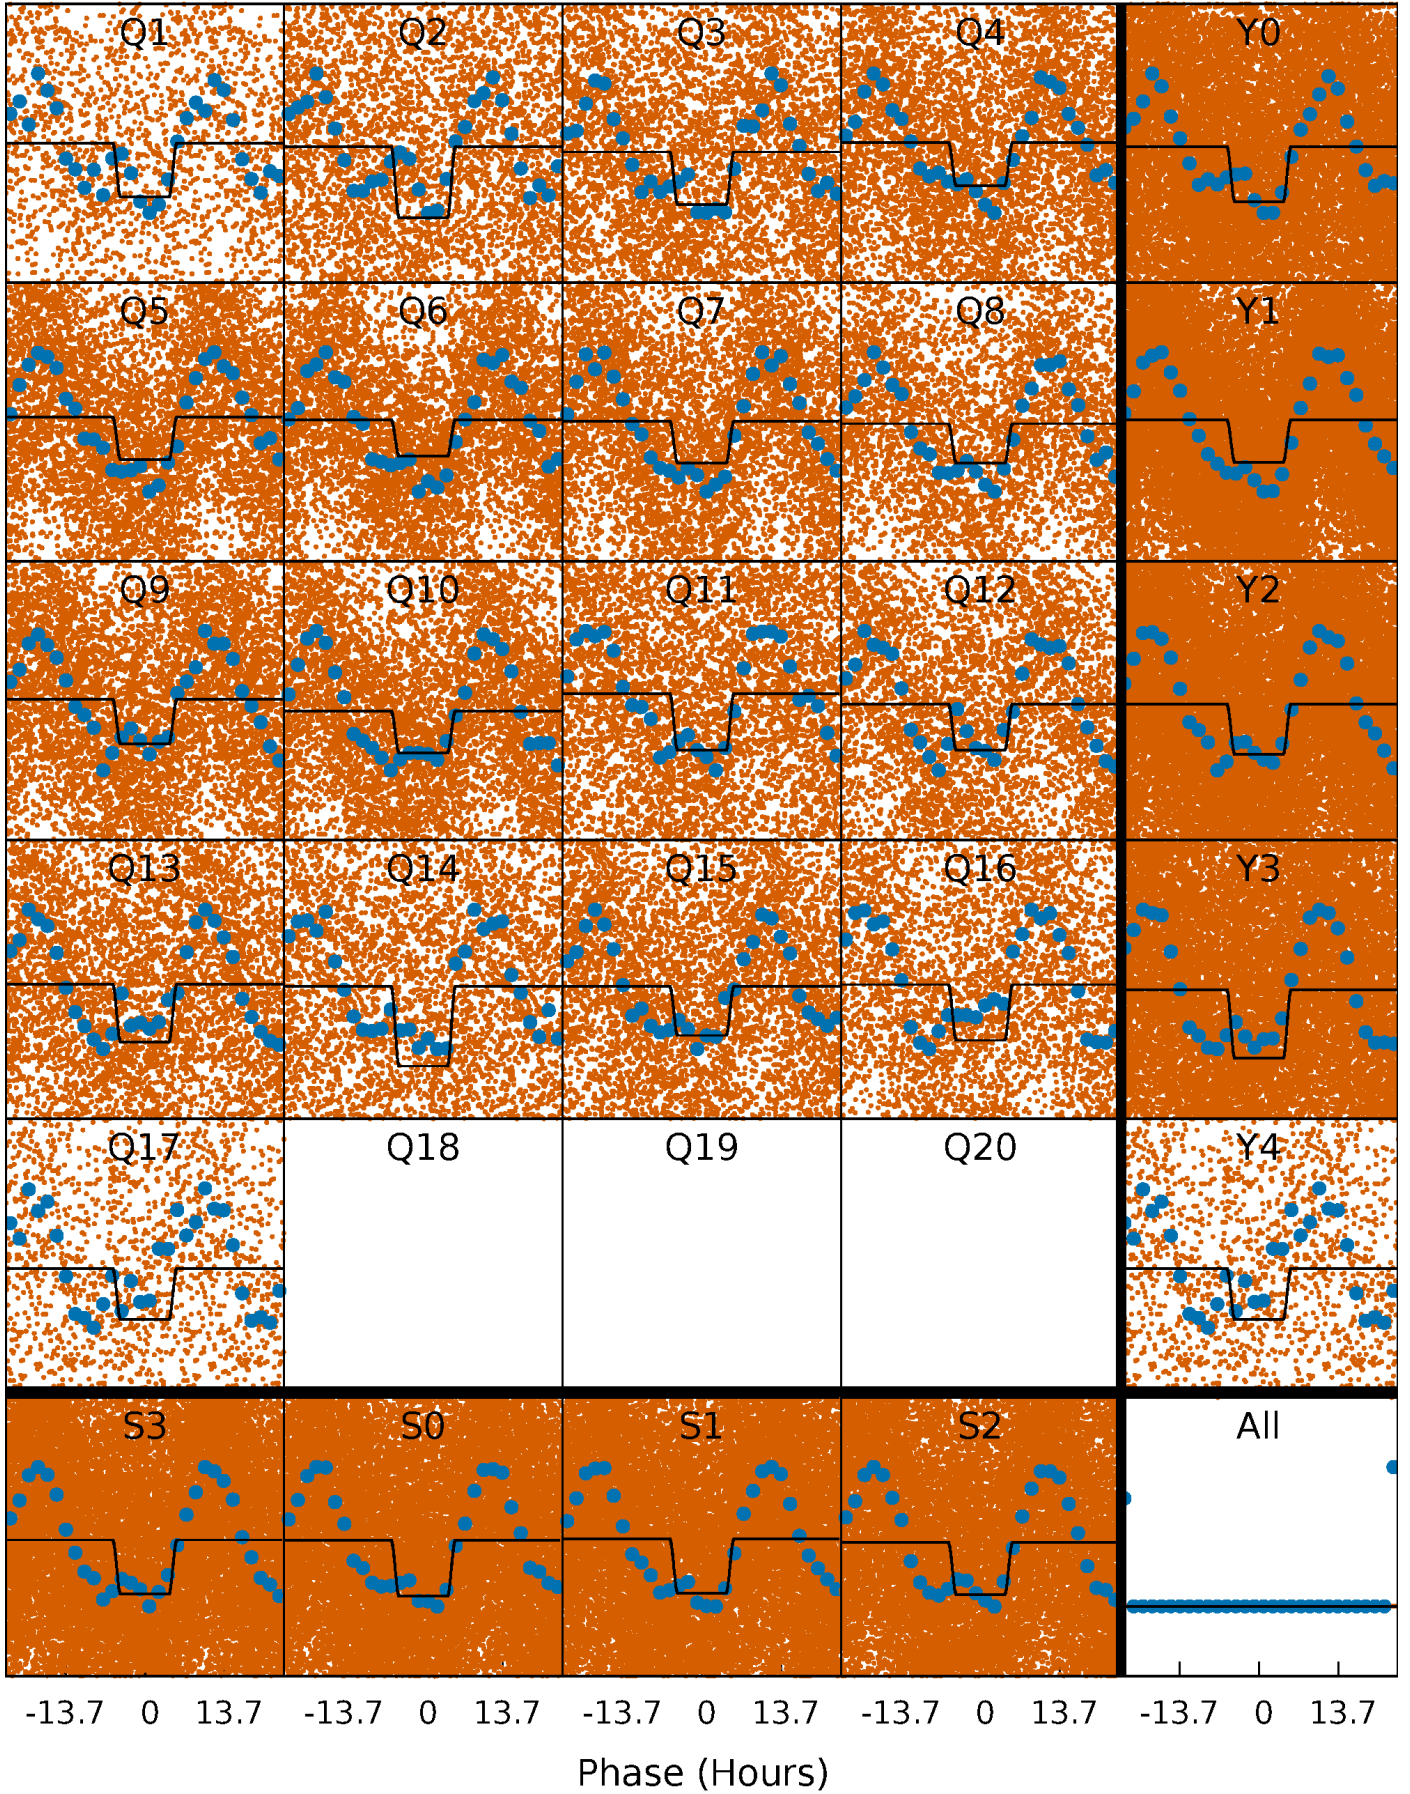 Q1 Q2 Q3 Q4 Y0
Q5 Q6 Q7 Q8 Y1
Q9 Q10 Q11 Q12 Y2
Q13 Q14 Q15 Q16 Y3
Q17 Q18 Q19 Q20 Y4
S3 S0 S1 S2 All
-13.7 0 13.7 -13.7 0 13.7 -13.7 0 13.7 -13.7 0 13.7 -13.7 0 13.7
Phase (Hours)